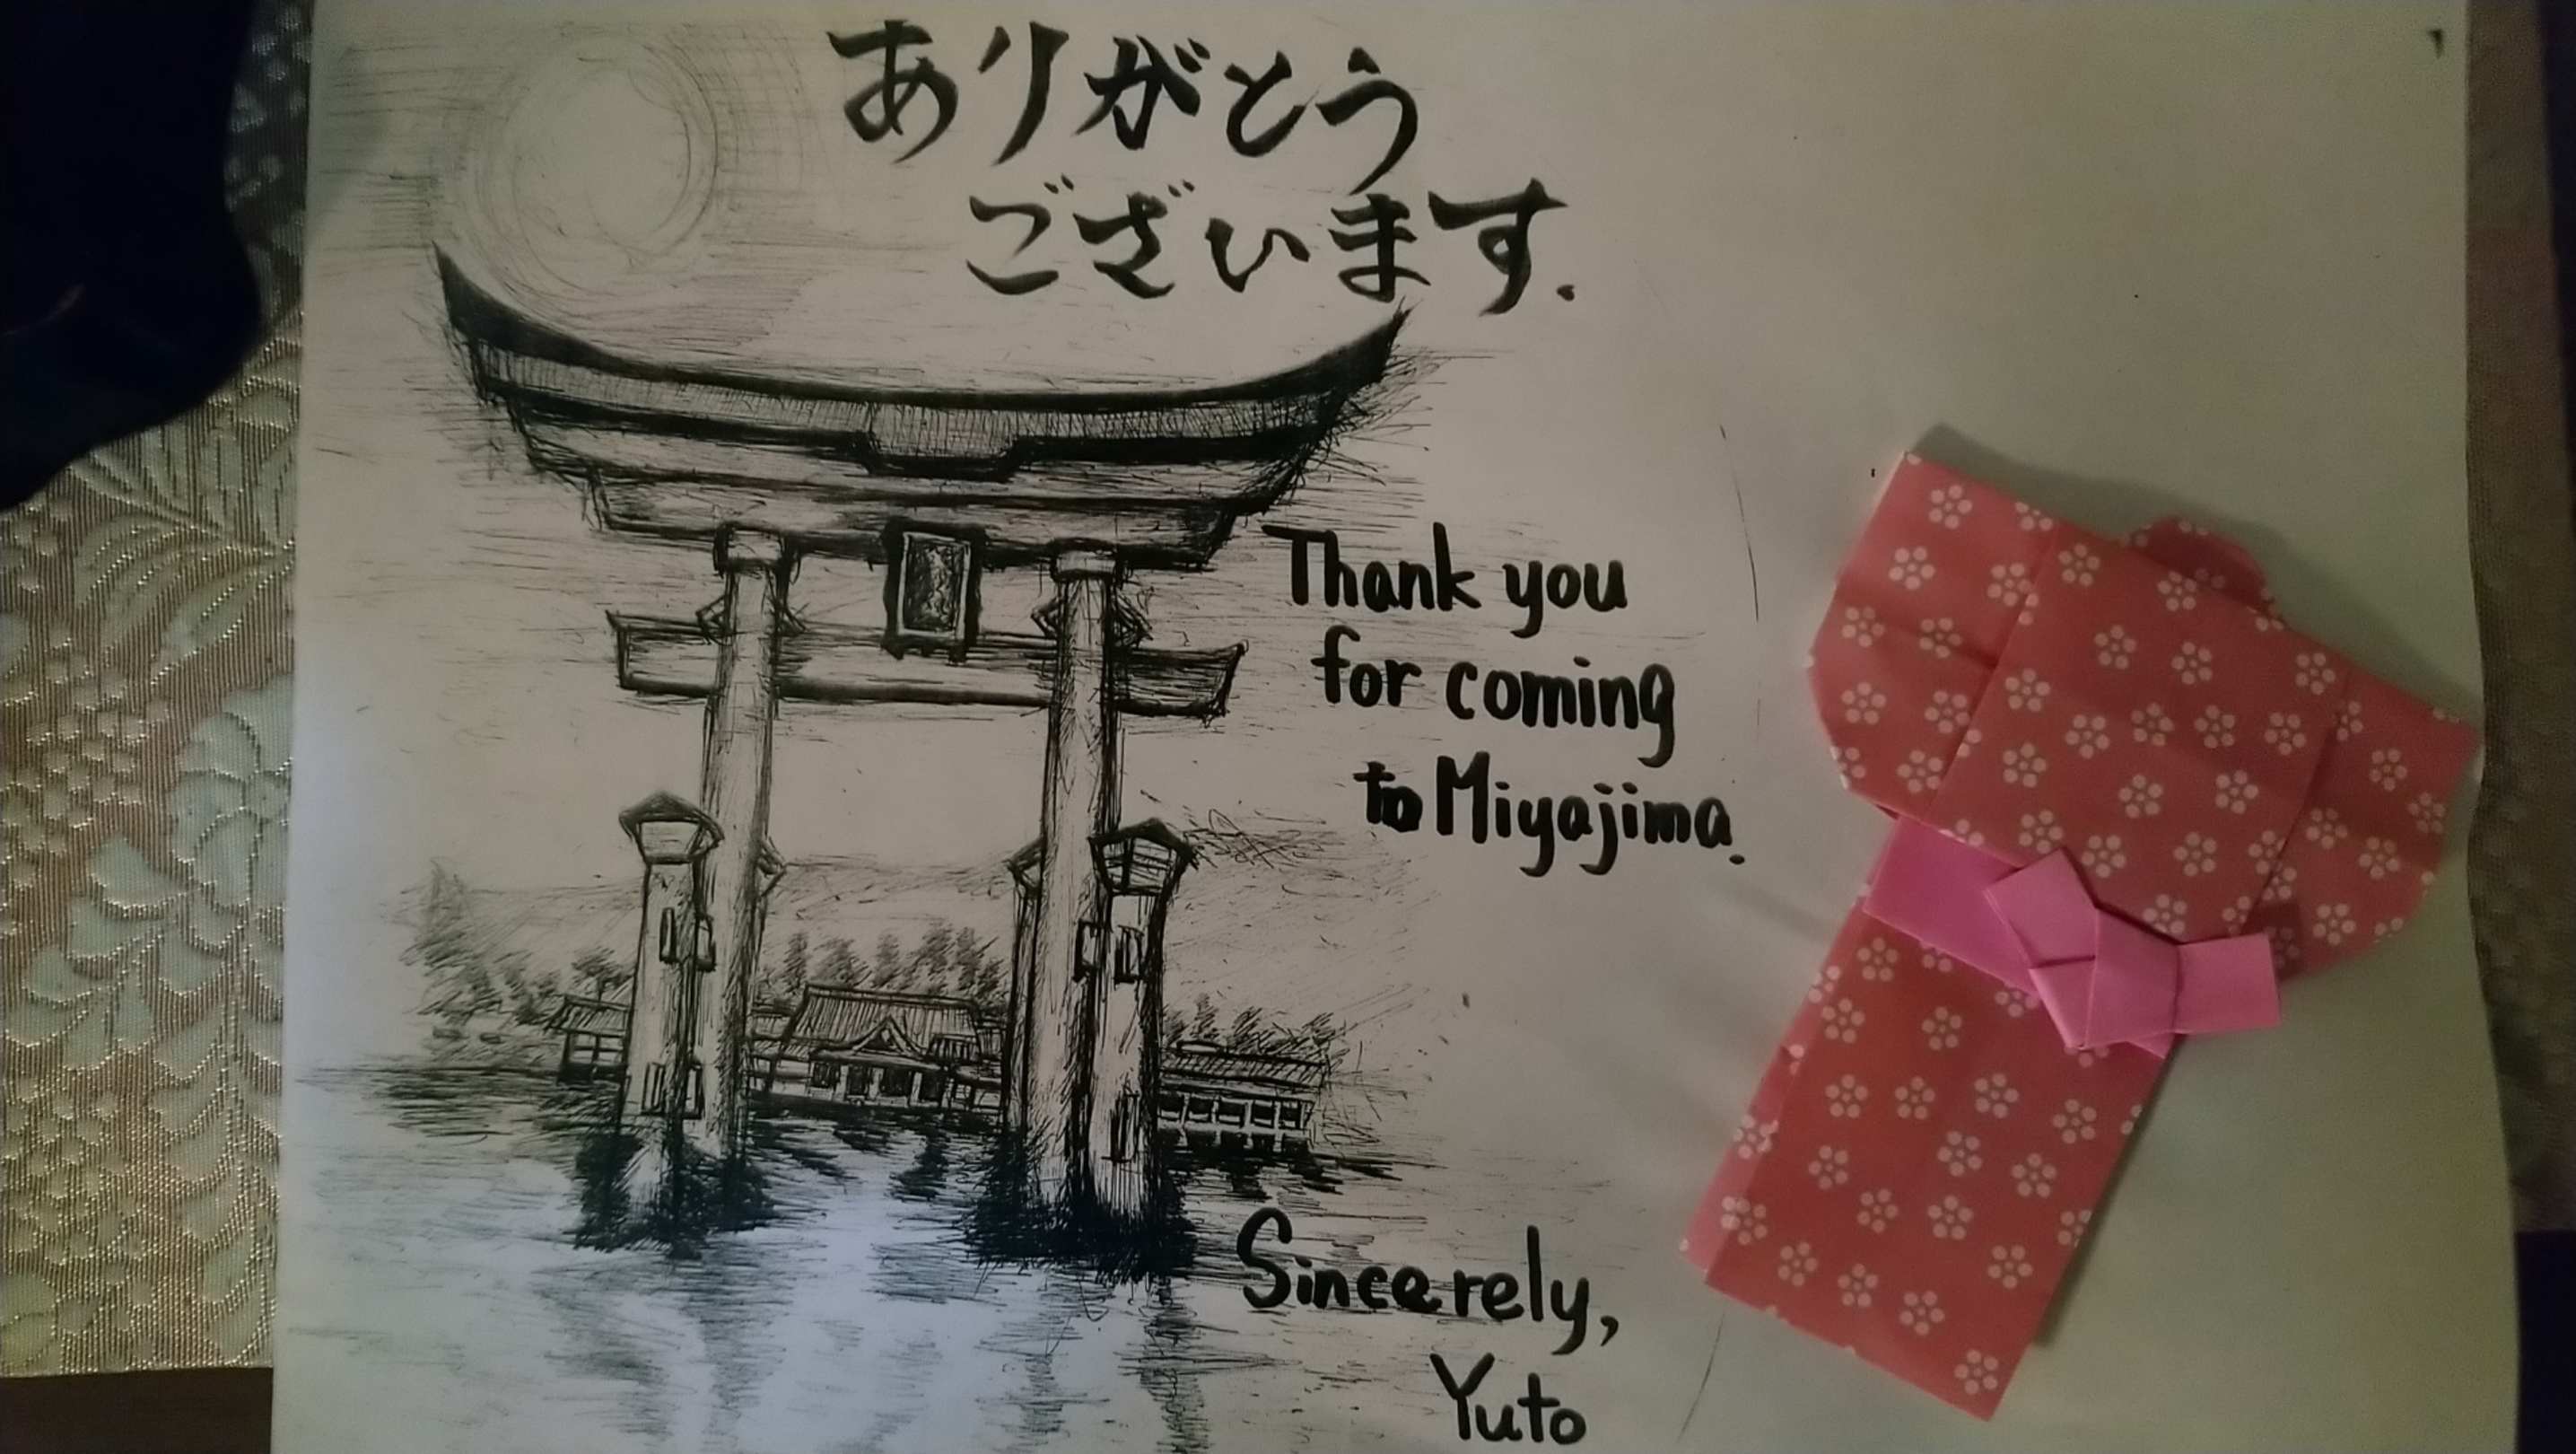 ありがとう
ございます.
Thank you
for coming
to Miyajima.
Sincerely,
Yuto